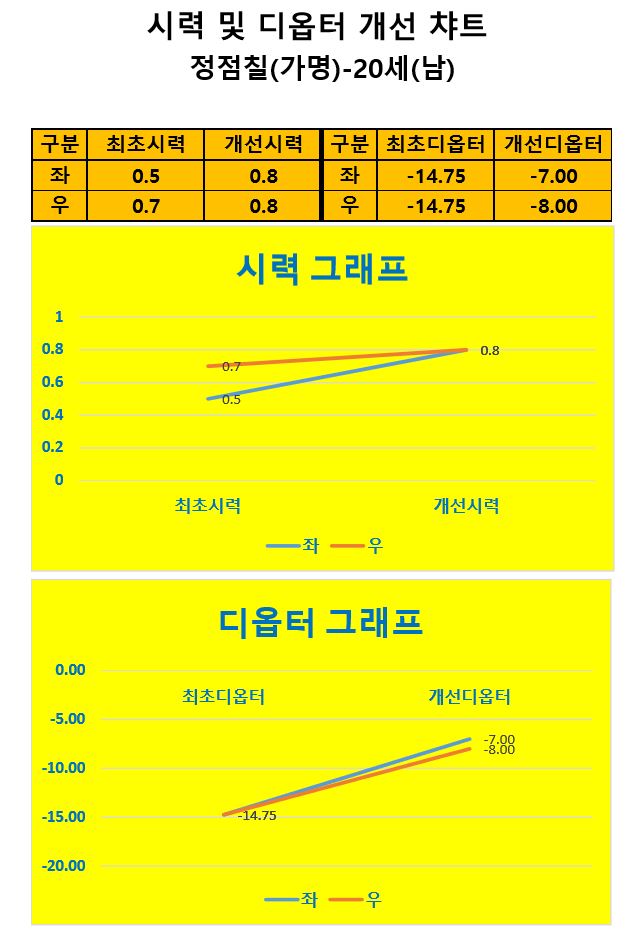 시력 및 디옵터 개선 챠트
정점칠(가명)-20세(남)
구분 최초시력 개선시력 구분 최초디옵터 개선디옵터
좌 0.5 0.8 좌 -14.75 -7.00
우 0.7 0.8 우 -14.75 -8.00
시력 그래프
1
0.8
0.6
0.4
0.2
0
0.7
0.5
0.8
최초시력 개선시력
좌 우
디옵터 그래프
0.00
-5.00
-10.00
-15.00
-20.00
최초디옵터 개선디옵터
-7.00
-8.00
-14.75
좌 우